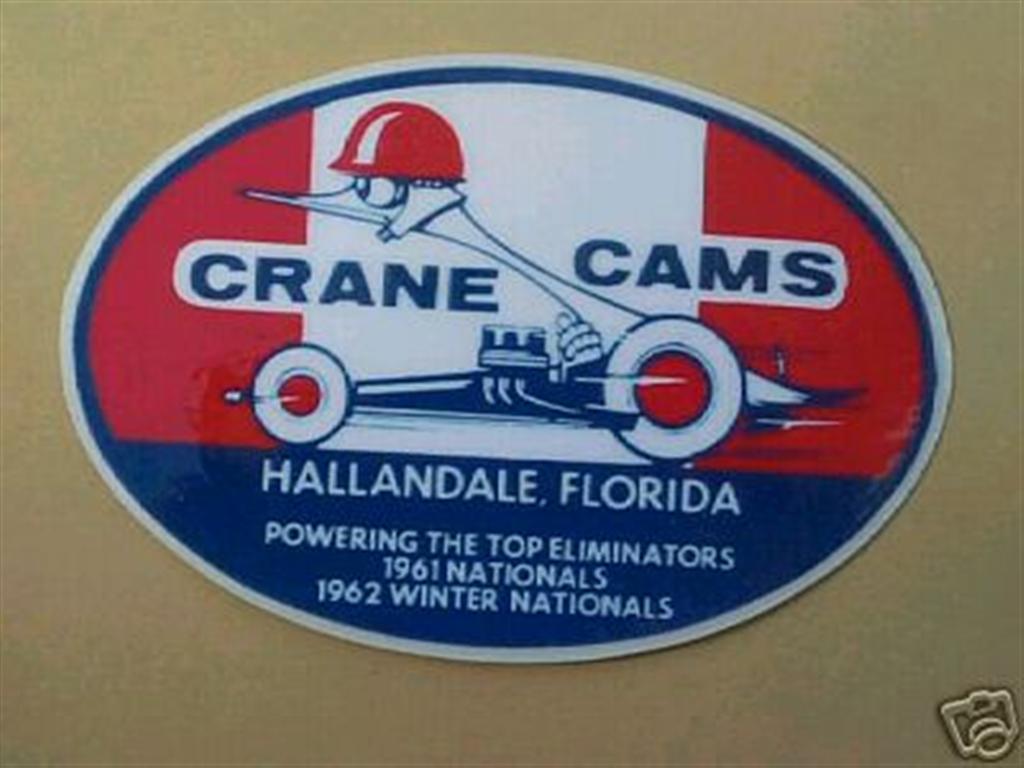 CRANE CAMS
HALLANDALE, FLORIDA
POWERING THE TOP ELIMINATORS
1961 NATIONALS
1962 WINTER NATIONALS